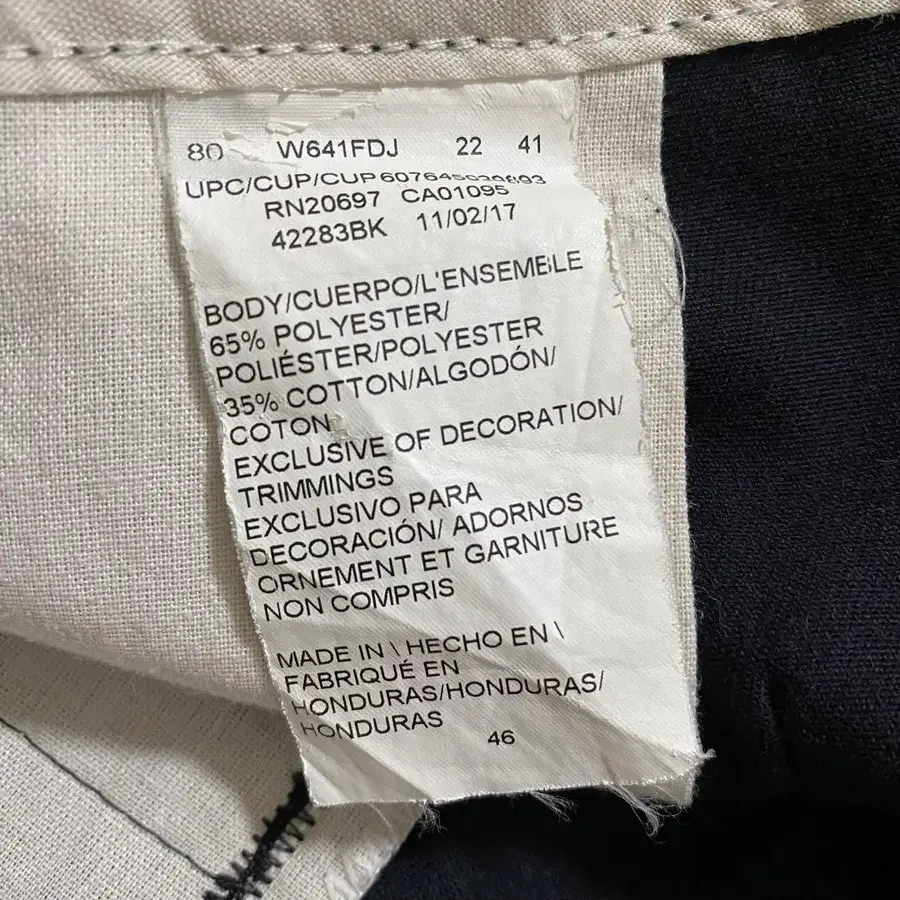 80 W641FDJ 22 41
UPC/CUP/CUP
RN20697 CA01095
42283BK 11/02/17
BODY/CUERPO/L'ENSEMBLE
65% POLYESTER/
POLIÉSTER/POLYESTER
35% COTTON/ALGODÓN/
COTON
EXCLUSIVE OF DECORATION/
TRIMMINGS
EXCLUSIVO PARA
DECORACIÓN/ ADORNOS
ORNEMENT ET GARNITURE
NON COMPRIS
MADE IN \ HECHO EN \
FABRIQUÉ EN
HONDURAS/HONDURAS/
HONDURAS
46